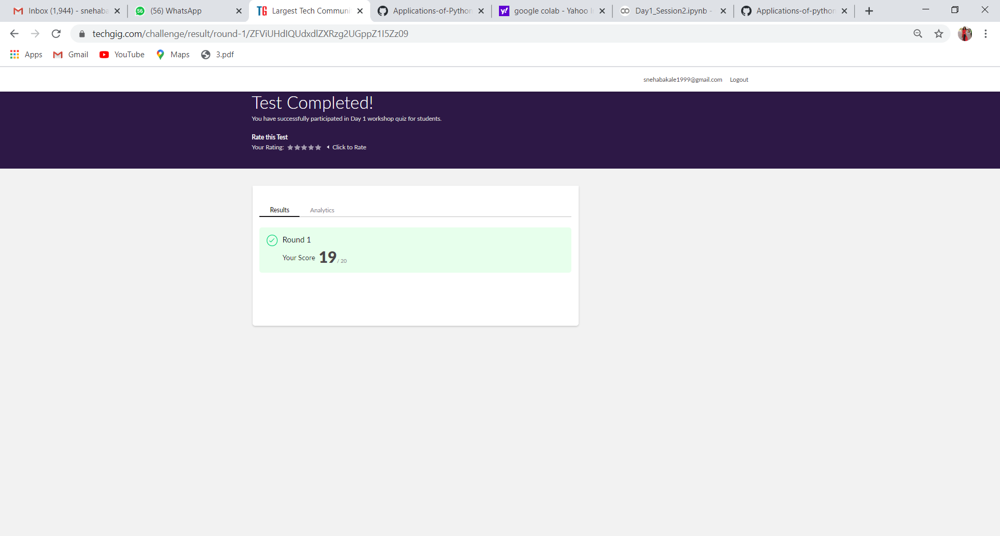 Inbox (1,944) - snehaba
(56) WhatsApp
Largest Tech Communi
Applications-of-Python
google colab - Yahoo I
Day1_Session2.ipynb -
Applications-of-python
techgig.com/challenge/result/round-1/ZFViUHdIQUdxdlZXRzg2UGppZ1I5Zz09
Apps
Gmail
YouTube
Maps
3.pdf
snehabakale1999@gmail.com Logout
Test Completed!
You have successfully participated in Day 1 workshop quiz for students.
Rate this Test
Your Rating: Click to Rate
Results Analytics
Round 1
Your Score 19 / 20